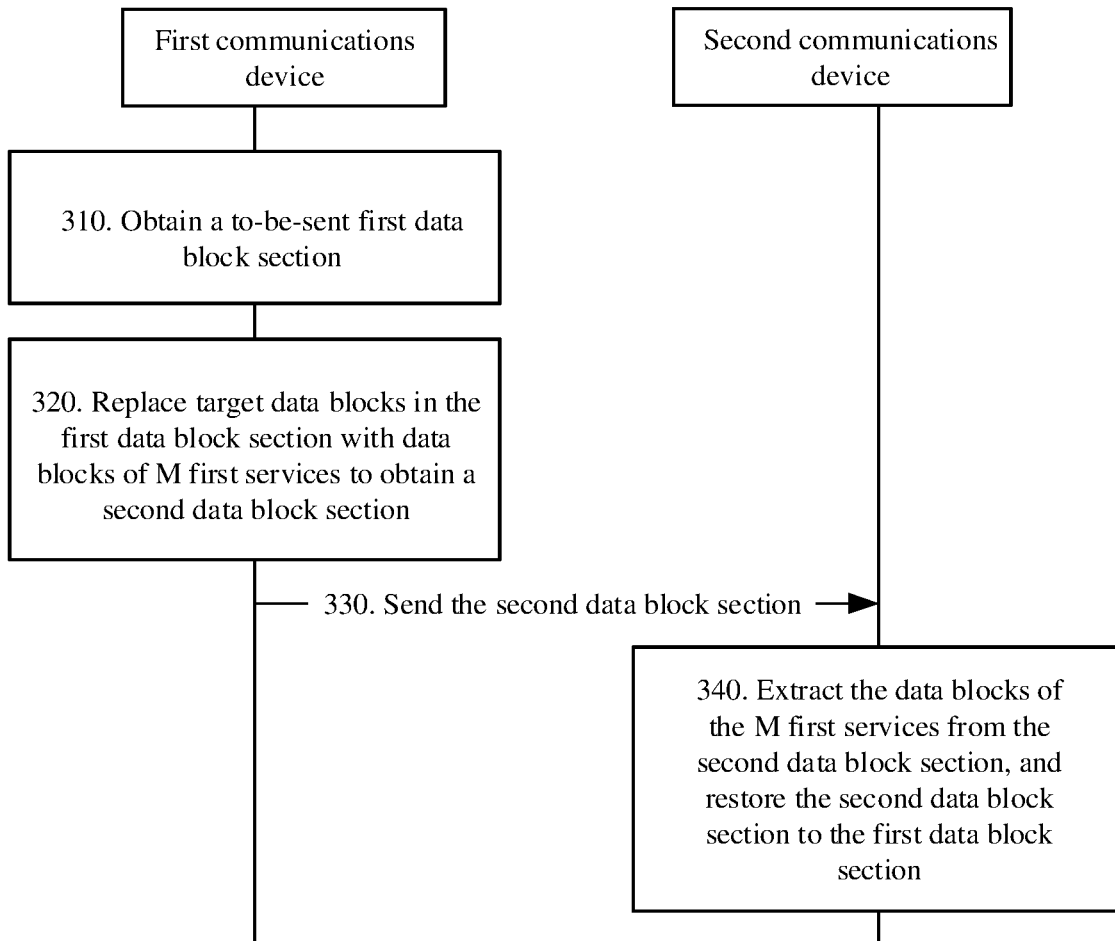 First communications
device
Second communications
device
310. Obtain a to-be-sent first data
block section
320. Replace target data blocks in the
first data block section with data
blocks of M first services to obtain a
second data block section
330. Send the second data block section
340. Extract the data blocks of
the M first services from the
second data block section, and
restore the second data block
section to the first data block
section